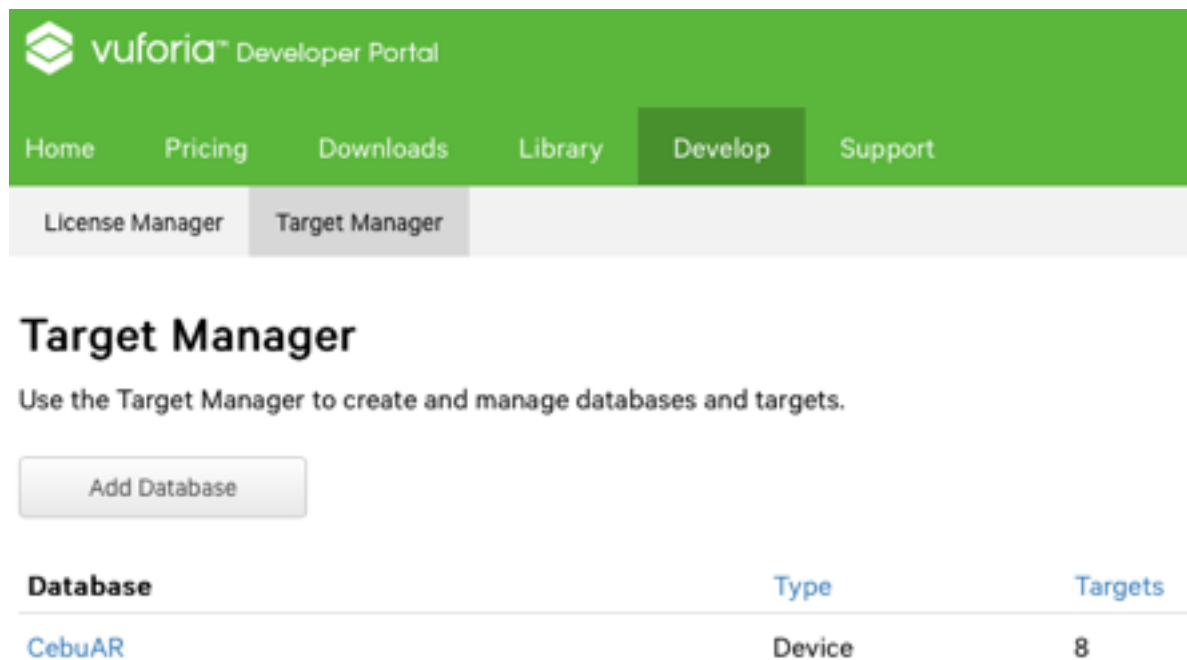 vuforia™ Developer Portal
Home Pricing Downloads Library Develop Support
License Manager Target Manager
Target Manager
Use the Target Manager to create and manage databases and targets.
Add Database
Database Type Targets
CebuAR Device 8